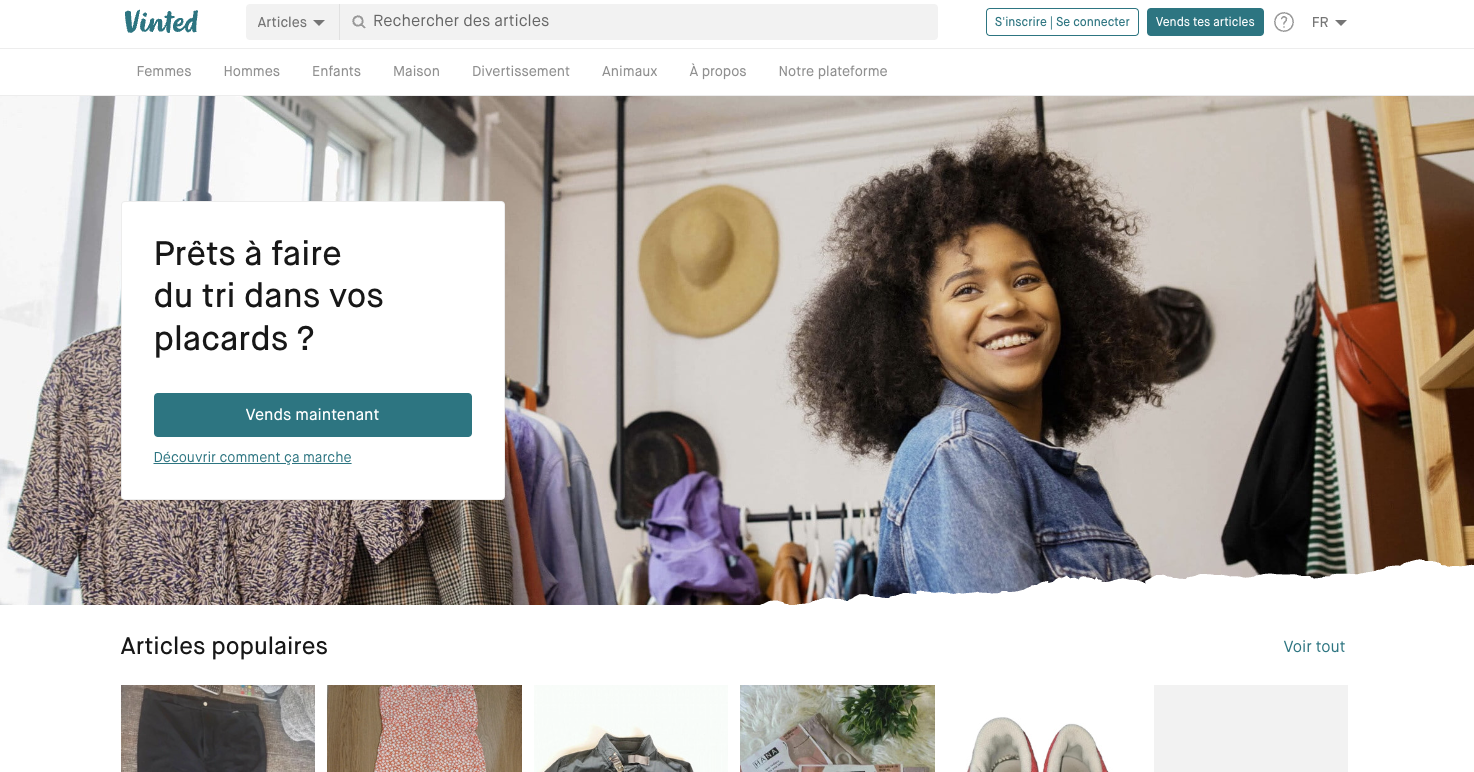 Vinted
Articles
Rechercher des articles
S'inscrire | Se connecter
Vends tes articles
?
FR
Femmes
Hommes
Enfants
Maison
Divertissement
Animaux
À propos
Notre plateforme
Prêts à faire
du tri dans vos
placards ?
Vends maintenant
Découvrir comment ça marche
Articles populaires
Voir tout
HANA